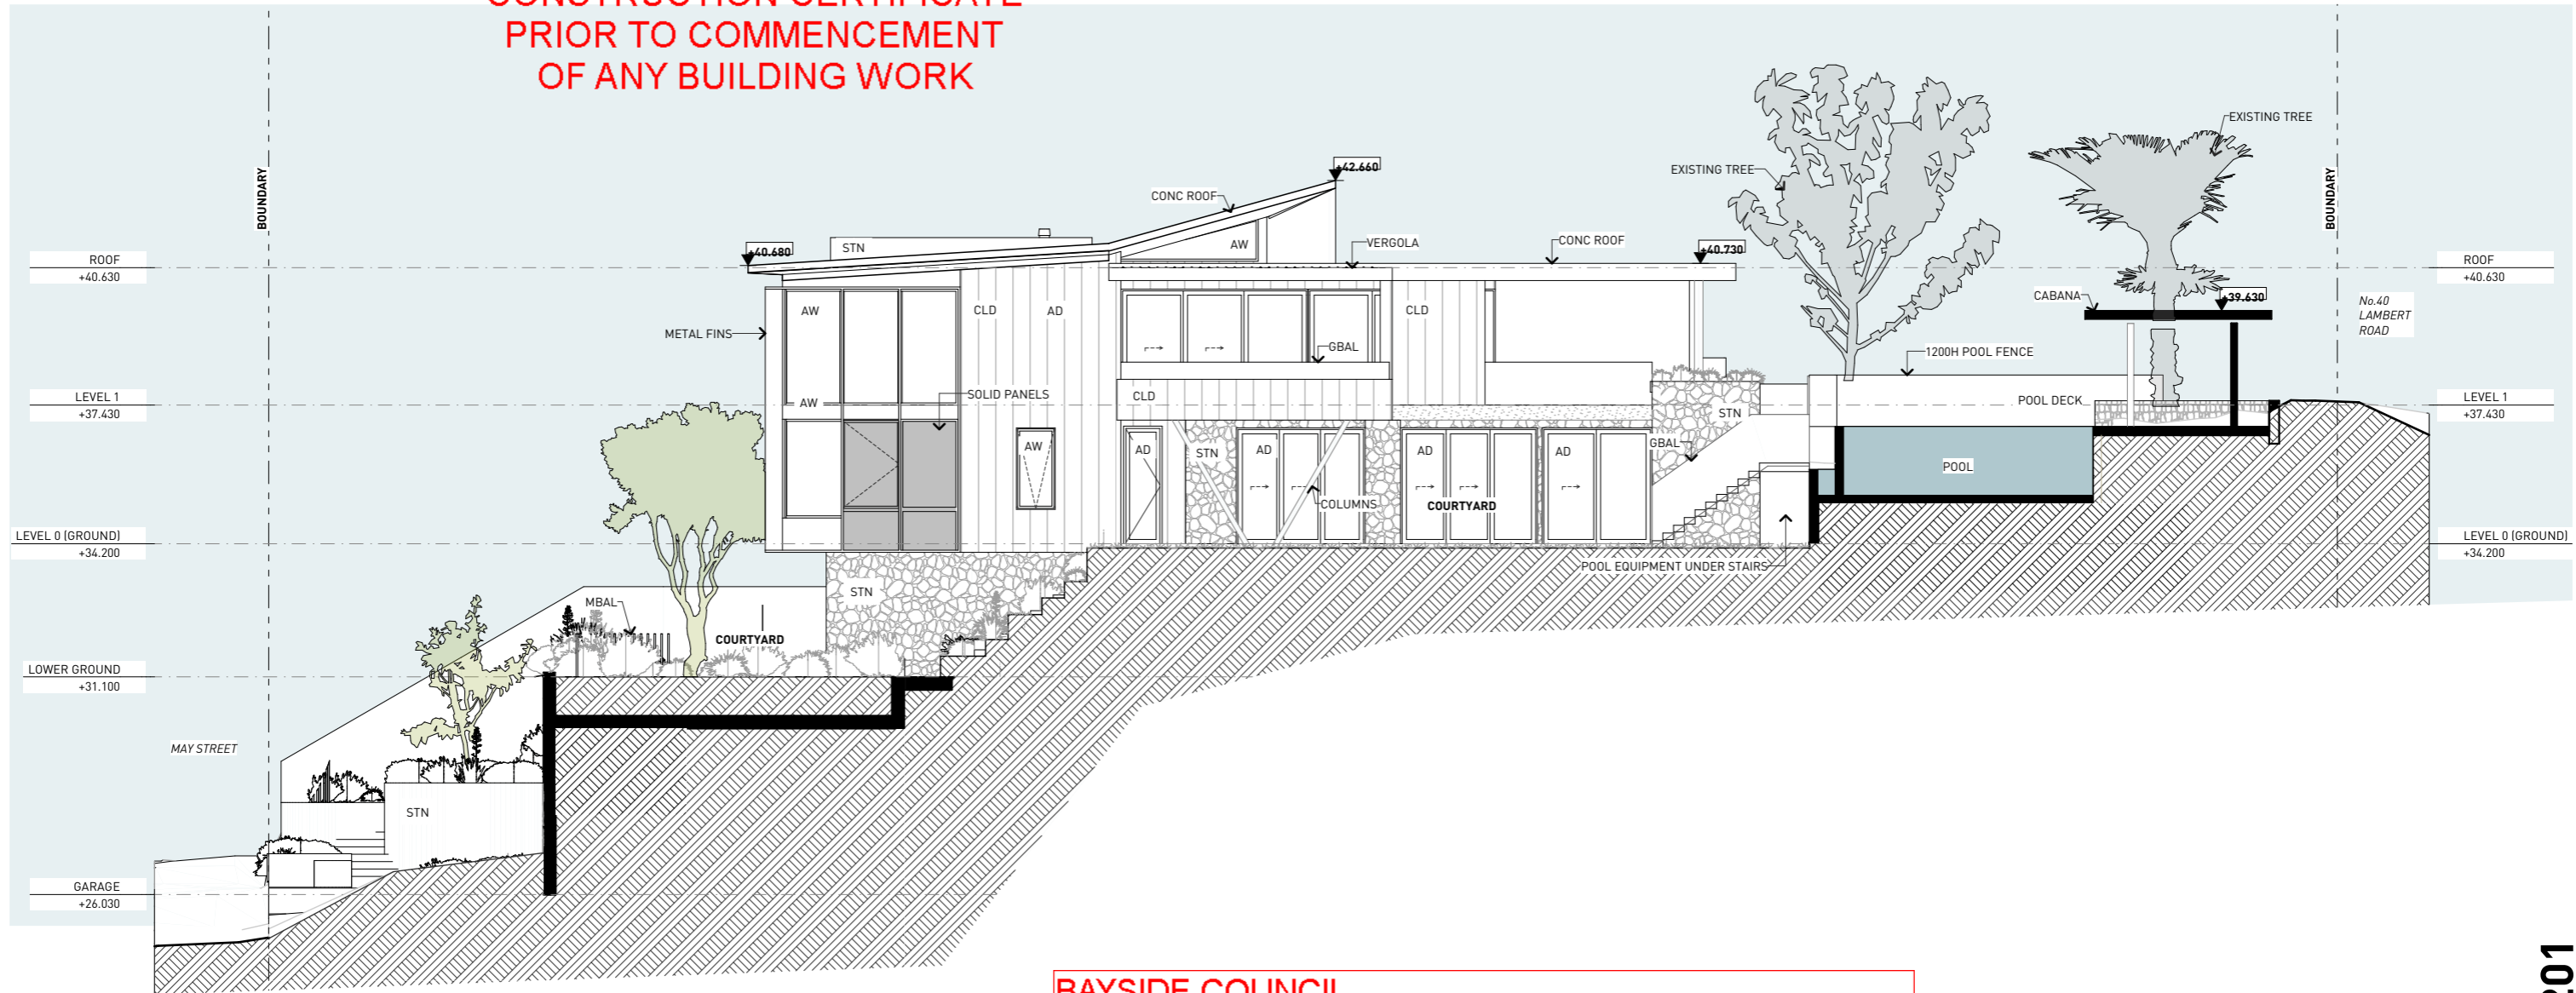 CONSTRUCTION CERTIFICATE
PRIOR TO COMMENCEMENT
OF ANY BUILDING WORK
EXISTING TREE
+42.660
EXISTING TREE
BOUNDARY
BOUNDARY
CONC ROOF
STN
AW
VERGOLA
CONC ROOF
+40.680
+40.730
ROOF
+40.630
ROOF
+40.630
CABANA
+39.630
No.40
LAMBERT
ROAD
METAL FINS
AW
CLD
AD
CLD
GBAL
1200H POOL FENCE
LEVEL 1
+37.430
AW
SOLID PANELS
CLD
STN
POOL DECK
LEVEL 1
+37.430
AW
AD
STN
AD
AD
AD
GBAL
POOL
COLUMNS
COURTYARD
LEVEL 0 (GROUND)
+34.200
LEVEL 0 (GROUND)
+34.200
POOL EQUIPMENT UNDER STAIRS
STN
MBAL
COURTYARD
LOWER GROUND
+31.100
MAY STREET
STN
GARAGE
+26.030
BAYSIDE COUNCIL
201